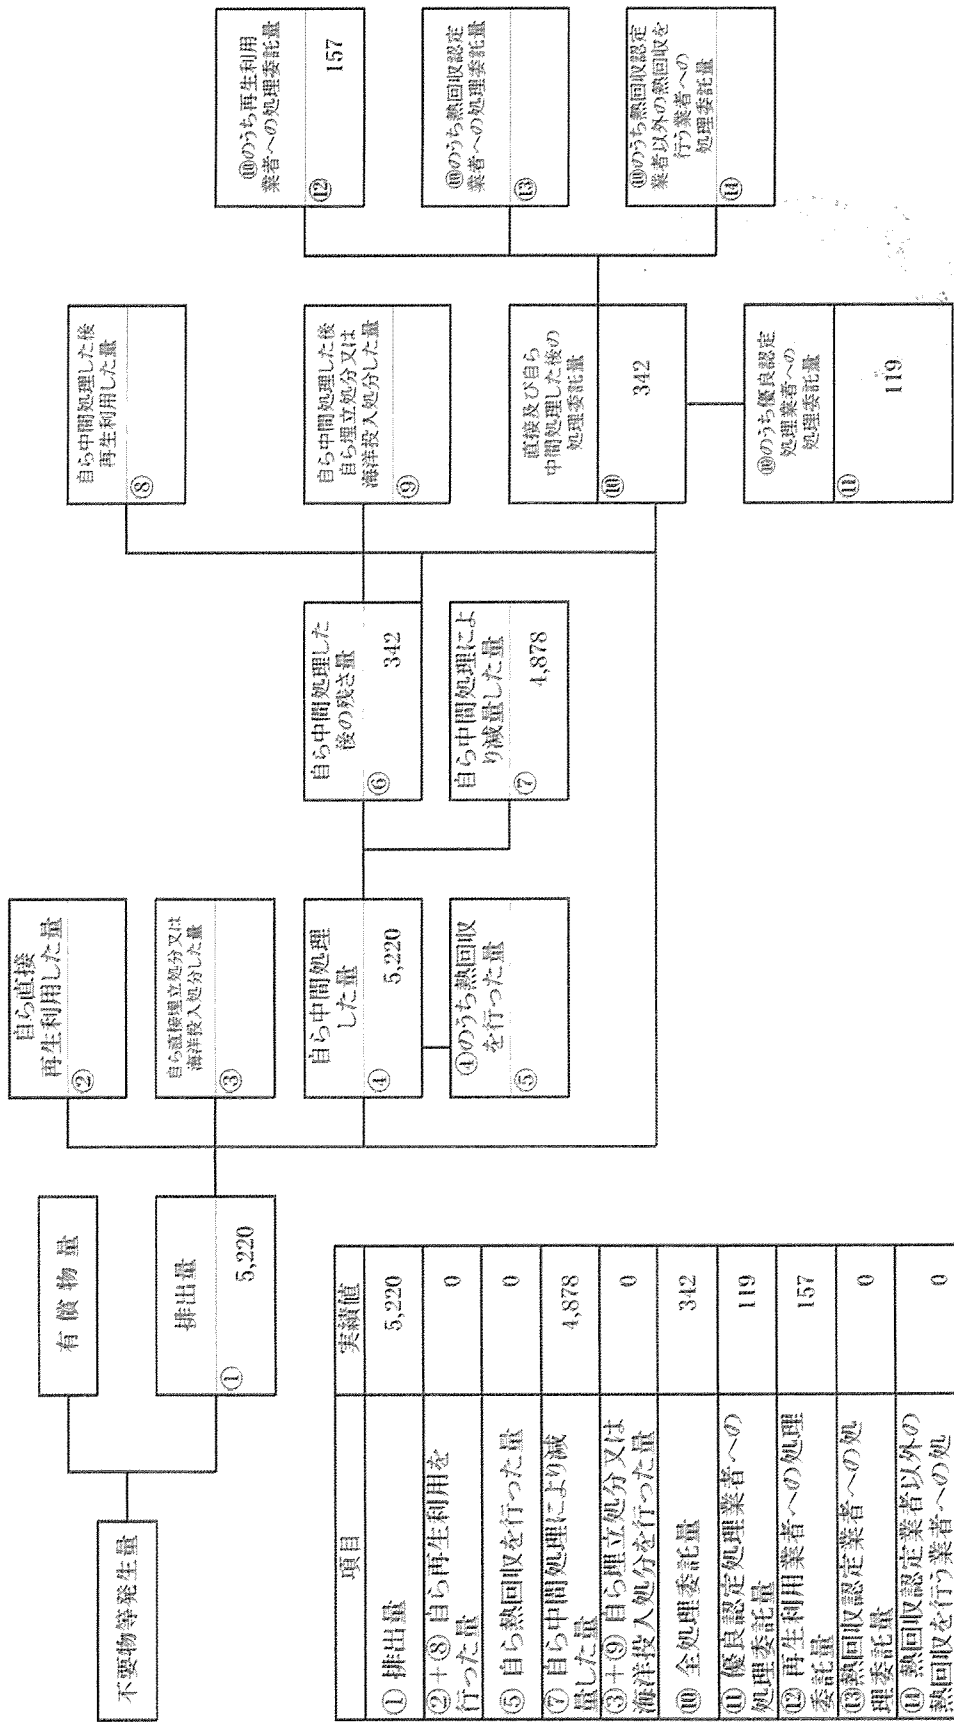 不要物等発生量
有償物量
排出量
① 5,220
自ら直接
再生利用した量
②
自ら直接埋立処分又は
海洋投入処分した量
③
自ら中間処理
した量
④ 5,220
④のうち熱回収
を行った量
⑤
自ら中間処理した
後の残さ量
⑥ 342
自ら中間処理によ
り減量した量
⑦ 4,878
自ら中間処理した後
再生利用した量
⑧
自ら中間処理した後
自ら埋立処分又は
海洋投入処分した量
⑨
直接及び自ら
中間処理した後の
処理委託量
⑩ 342
⑩のうち優良認定
処理業者への
処理委託量
⑪ 119
⑩のうち再生利用
業者への処理委託量
⑫ 157
⑩のうち熱回収認定
業者への処理委託量
⑬
⑩のうち熱回収認定
業者以外の熱回収を
行う業者への
処理委託量
⑭
項目 実績値
① 排出量 5,220
②+⑧ 自ら再生利用を
行った量 0
⑤ 自ら熱回収を行った量 0
⑦ 自ら中間処理により減
量した量 4,878
③+⑨ 自ら埋立処分又は
海洋投入処分を行った量 0
⑩ 全処理委託量 342
⑪ 優良認定処理業者への
処理委託量 119
⑫ 再生利用業者への処理
委託量 157
⑬熱回収認定業者への処
理委託量 0
⑭ 熱回収認定業者以外の
熱回収を行う業者への処 0